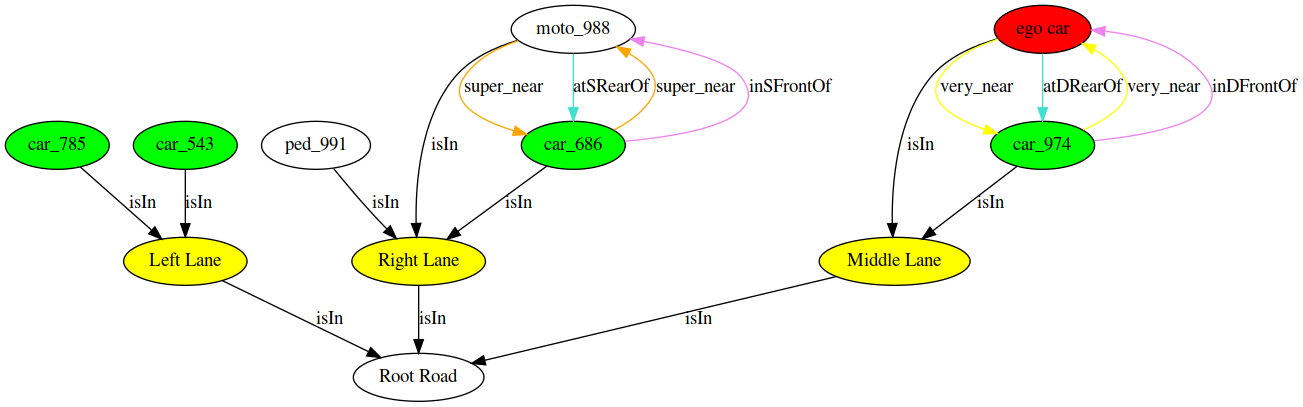 moto_988
ego car
super_near
atSRearOf
super_near
inSFrontOf
very_near
atDRearOf
very_near
inDFrontOf
car_785
car_543
ped_991
isIn
car_686
isIn
car_974
isIn
isIn
isIn
isIn
isIn
Left Lane
Right Lane
Middle Lane
isIn
isIn
isIn
Root Road